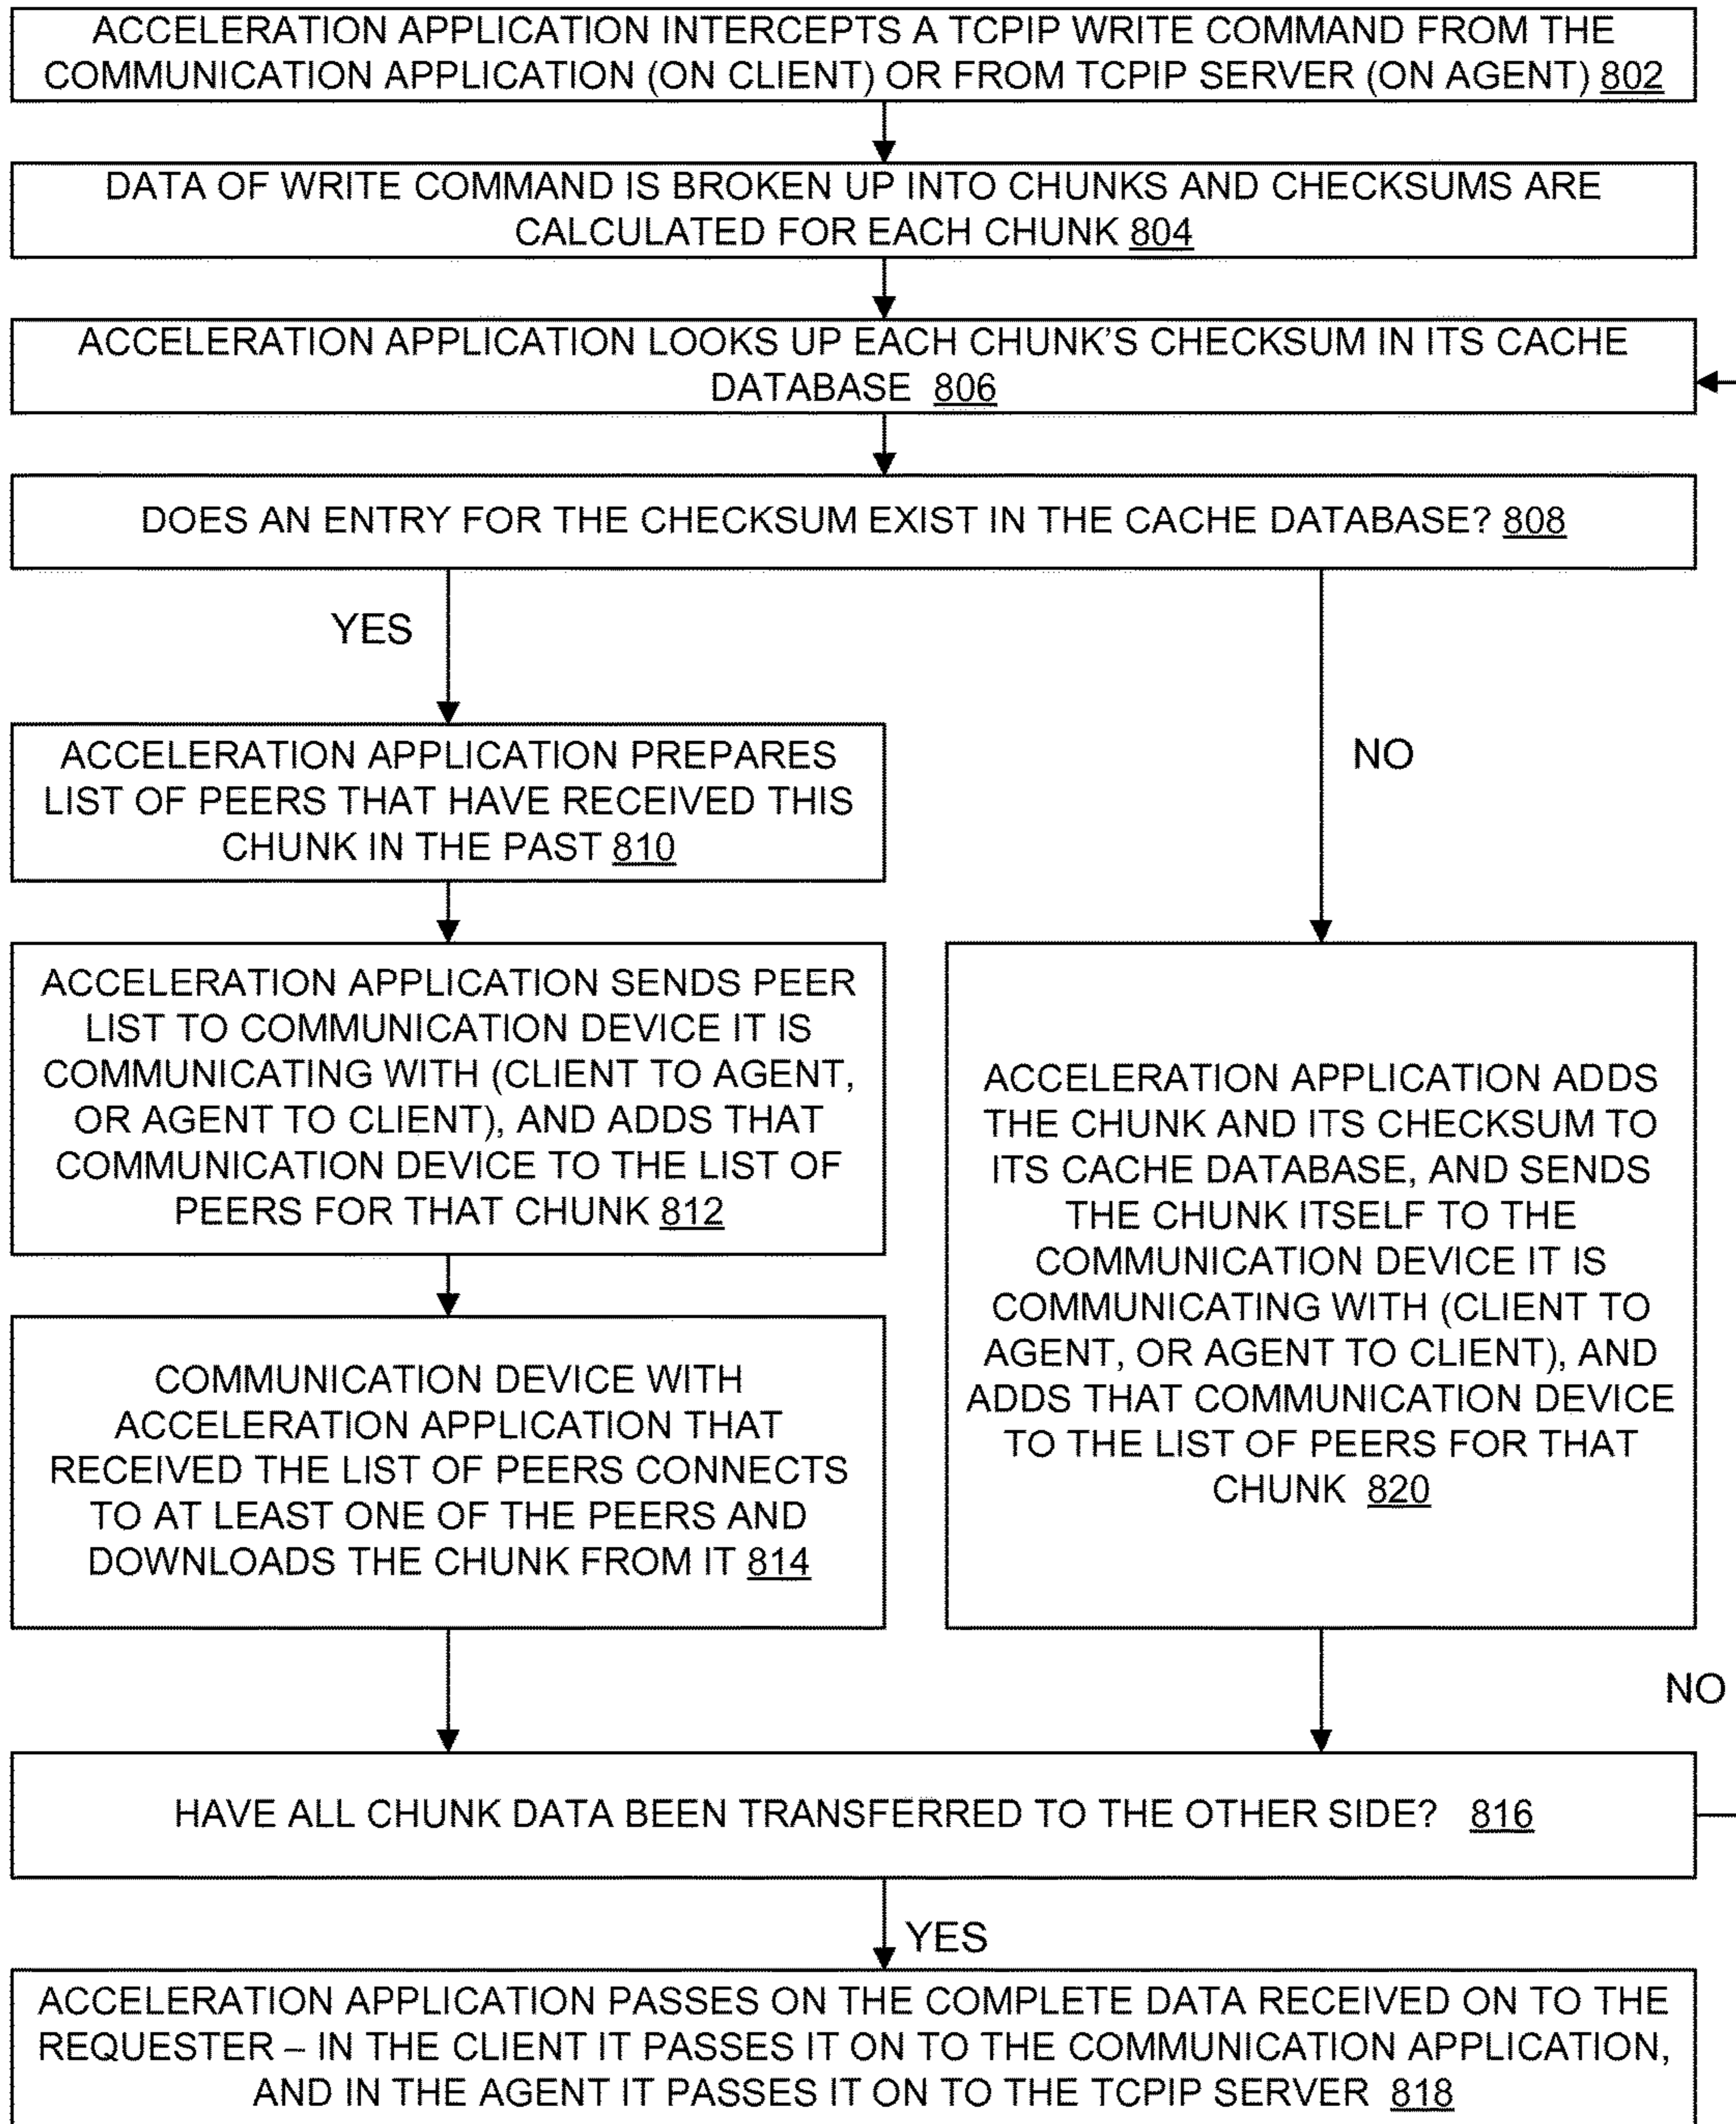 ACCELERATION APPLICATION INTERCEPTS A TCPIP WRITE COMMAND FROM THE
COMMUNICATION APPLICATION (ON CLIENT) OR FROM TCPIP SERVER (ON AGENT) 802
DATA OF WRITE COMMAND IS BROKEN UP INTO CHUNKS AND CHECKSUMS ARE
CALCULATED FOR EACH CHUNK 804
ACCELERATION APPLICATION LOOKS UP EACH CHUNK'S CHECKSUM IN ITS CACHE
DATABASE 806
DOES AN ENTRY FOR THE CHECKSUM EXIST IN THE CACHE DATABASE? 808
YES
ACCELERATION APPLICATION PREPARES
LIST OF PEERS THAT HAVE RECEIVED THIS
CHUNK IN THE PAST 810
ACCELERATION APPLICATION SENDS PEER
LIST TO COMMUNICATION DEVICE IT IS
COMMUNICATING WITH (CLIENT TO AGENT,
OR AGENT TO CLIENT), AND ADDS THAT
COMMUNICATION DEVICE TO THE LIST OF
PEERS FOR THAT CHUNK 812
COMMUNICATION DEVICE WITH
ACCELERATION APPLICATION THAT
RECEIVED THE LIST OF PEERS CONNECTS
TO AT LEAST ONE OF THE PEERS AND
DOWNLOADS THE CHUNK FROM IT 814
NO
ACCELERATION APPLICATION ADDS
THE CHUNK AND ITS CHECKSUM TO
ITS CACHE DATABASE, AND SENDS
THE CHUNK ITSELF TO THE
COMMUNICATION DEVICE IT IS
COMMUNICATING WITH (CLIENT TO
AGENT, OR AGENT TO CLIENT), AND
ADDS THAT COMMUNICATION DEVICE
TO THE LIST OF PEERS FOR THAT
CHUNK 820
NO
HAVE ALL CHUNK DATA BEEN TRANSFERRED TO THE OTHER SIDE? 816
YES
ACCELERATION APPLICATION PASSES ON THE COMPLETE DATA RECEIVED ON TO THE
REQUESTER – IN THE CLIENT IT PASSES IT ON TO THE COMMUNICATION APPLICATION,
AND IN THE AGENT IT PASSES IT ON TO THE TCPIP SERVER 818